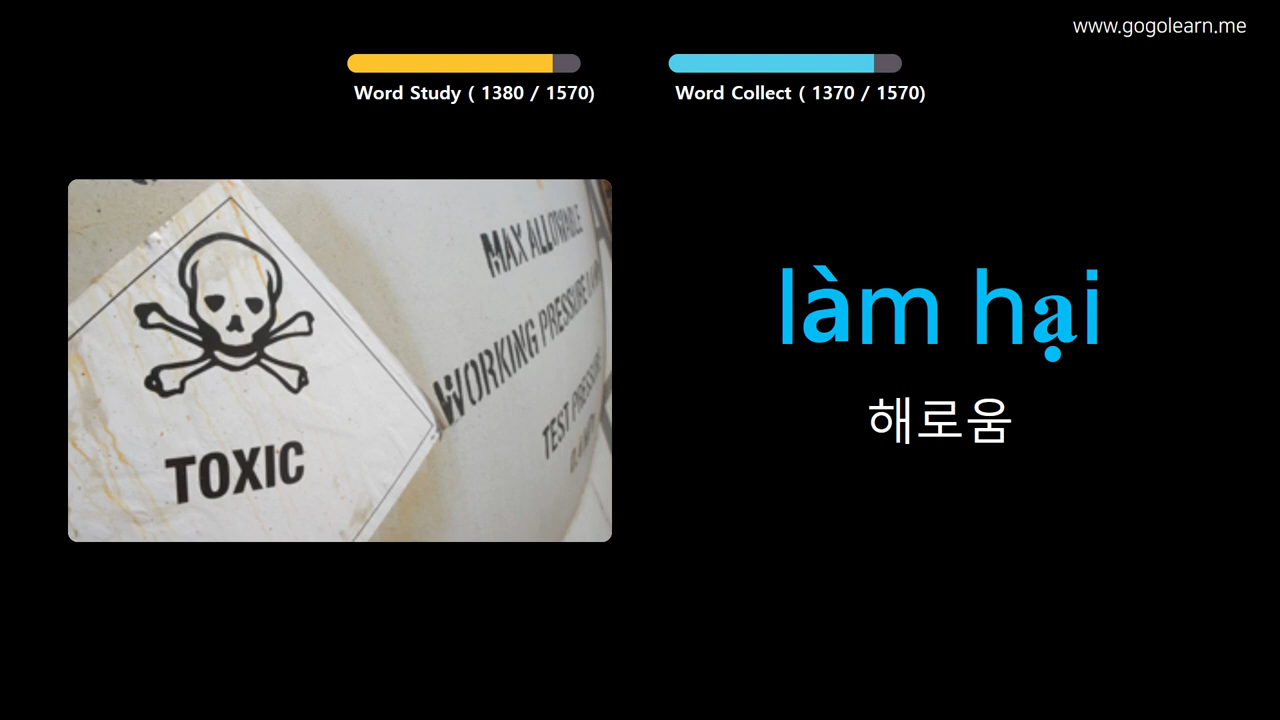 www.gogolearn.me
Word Study ( 1380 / 1570)
Word Collect ( 1370 / 1570)
MAX ALLOWABLE
WORKING PRESSURE
TEST PRESSURE
TOXIC
làm hại
해로움